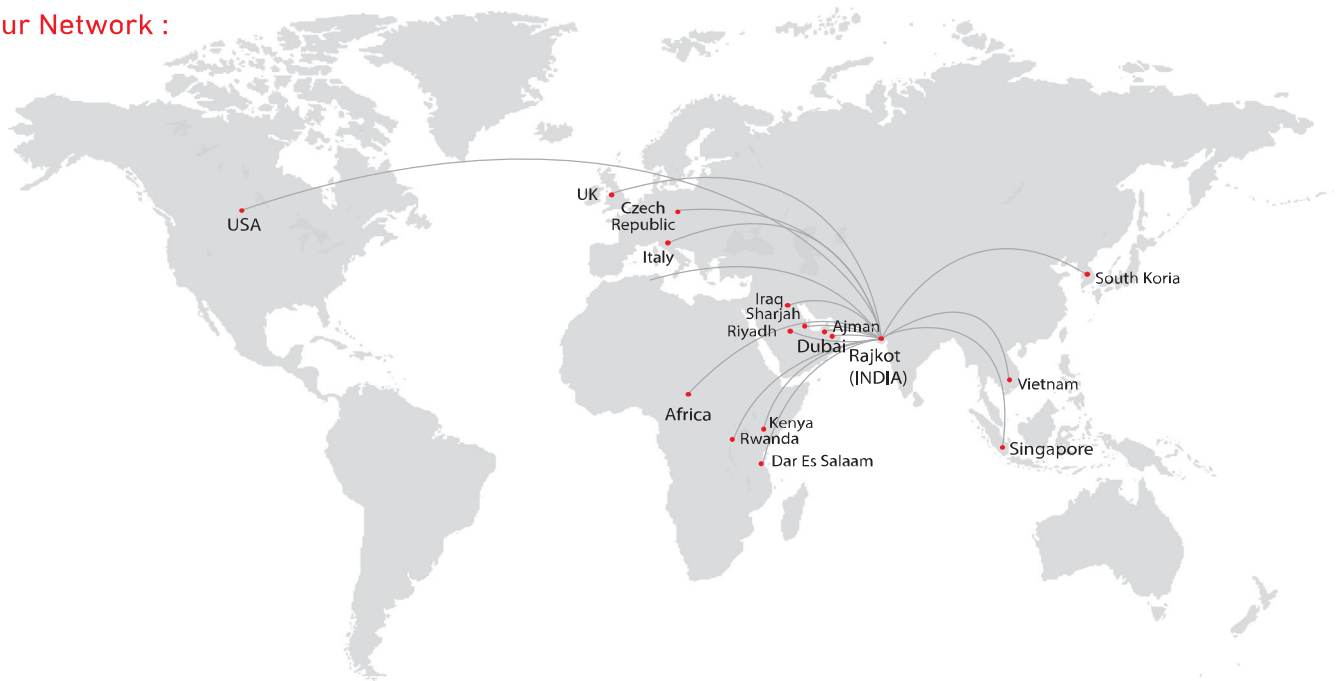 ur Network :
UK
Czech
Republic
USA
Italy
South Koria
Iraq
Sharjah
Riyadh
Ajman
Dubai
Rajkot
(INDIA)
Vietnam
Africa
Kenya
Rwanda
Singapore
Dar Es Salaam